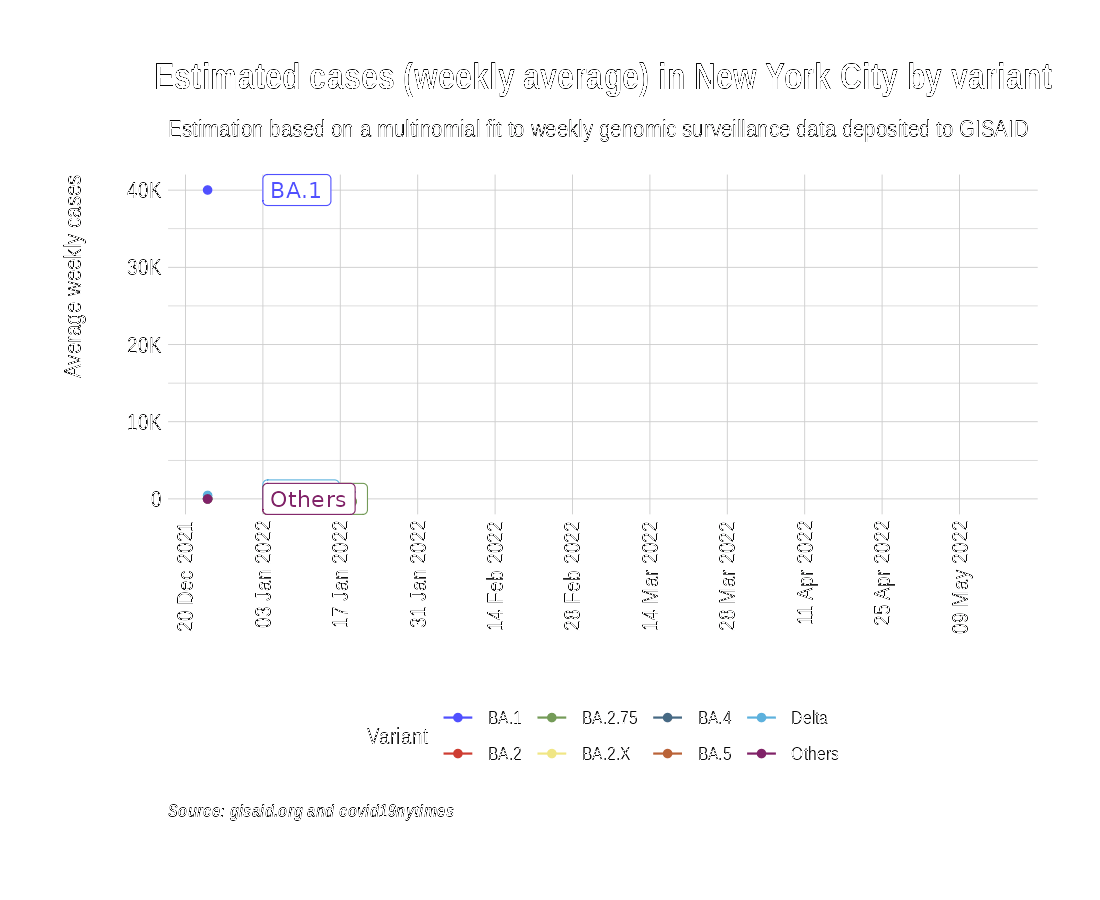 Estimated cases (weekly average) in New York City by variant
Estimation based on a multinomial fit to weekly genomic surveillance data deposited to GISAID
Average weekly cases
40K
30K
20K
10K
0
BA.1
Others
20 Dec 2021
03 Jan 2022
17 Jan 2022
31 Jan 2022
14 Feb 2022
28 Feb 2022
14 Mar 2022
28 Mar 2022
11 Apr 2022
25 Apr 2022
09 May 2022
Variant
BA.1
BA.2.75
BA.4
Delta
BA.2
BA.2.X
BA.5
Others
Source: gisaid.org and covid19nytimes